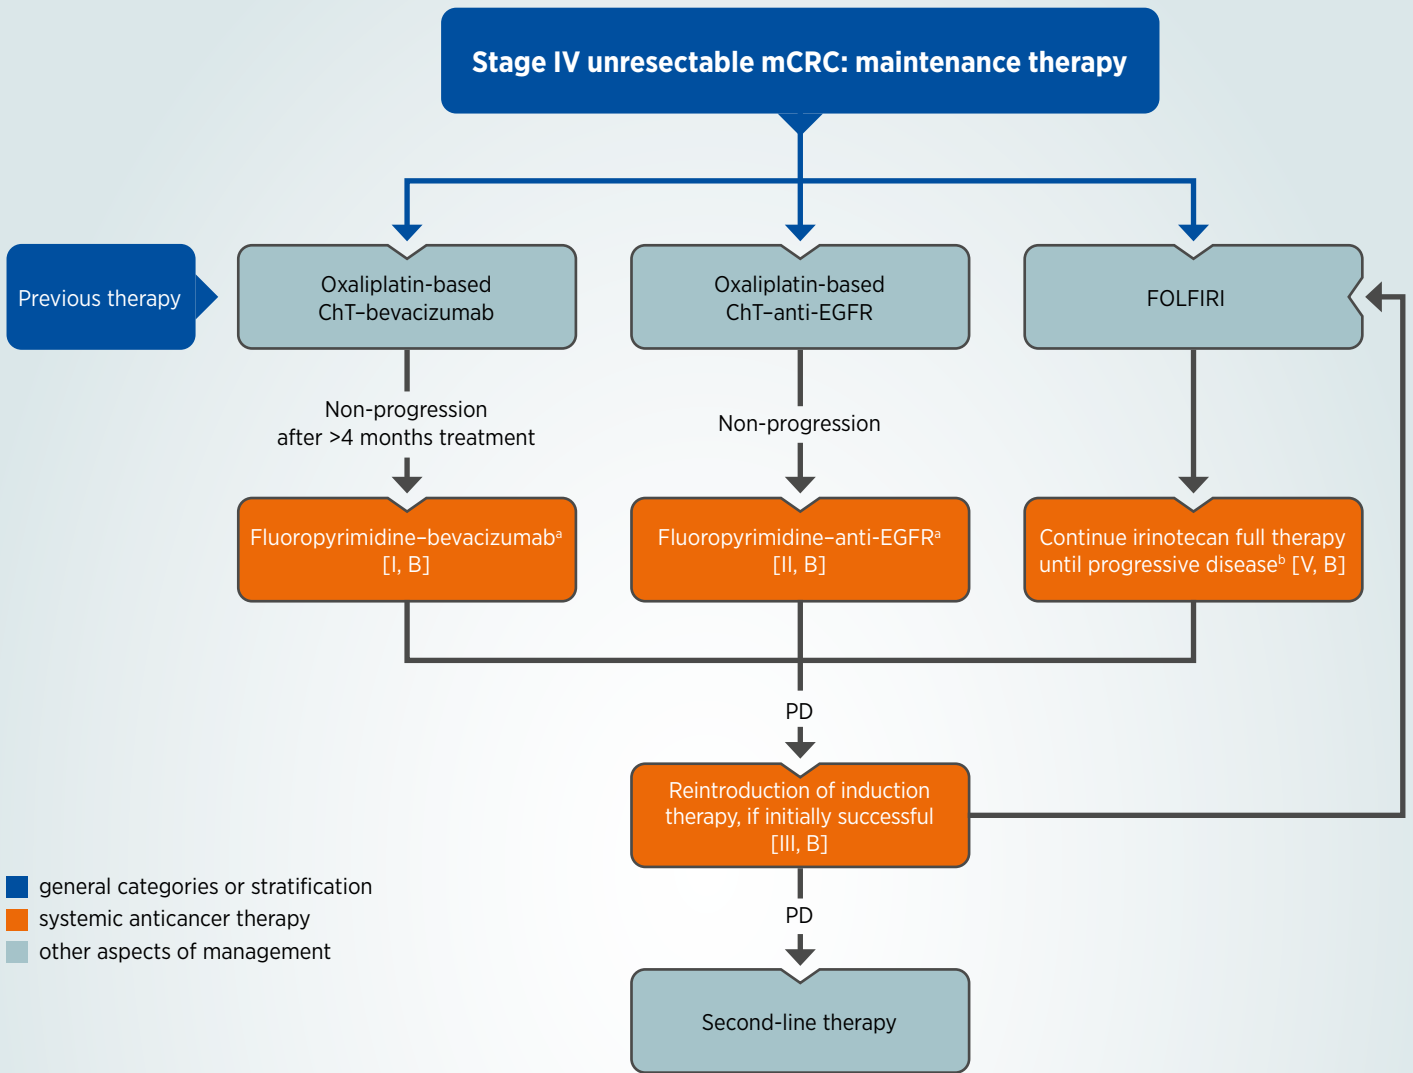 Stage IV unresectable mCRC: maintenance therapy
Previous therapy
Oxaliplatin-based
ChT–bevacizumab
Oxaliplatin-based
ChT–anti-EGFR
FOLFIRI
Non-progression
after >4 months treatment
Non-progression
Fluoropyrimidine–bevacizumabᵃ
[I, B]
Fluoropyrimidine–anti-EGFRᵃ
[II, B]
Continue irinotecan full therapy
until progressive diseaseᵇ [V, B]
PD
Reintroduction of induction
therapy, if initially successful
[III, B]
PD
Second-line therapy
general categories or stratification
systemic anticancer therapy
other aspects of management